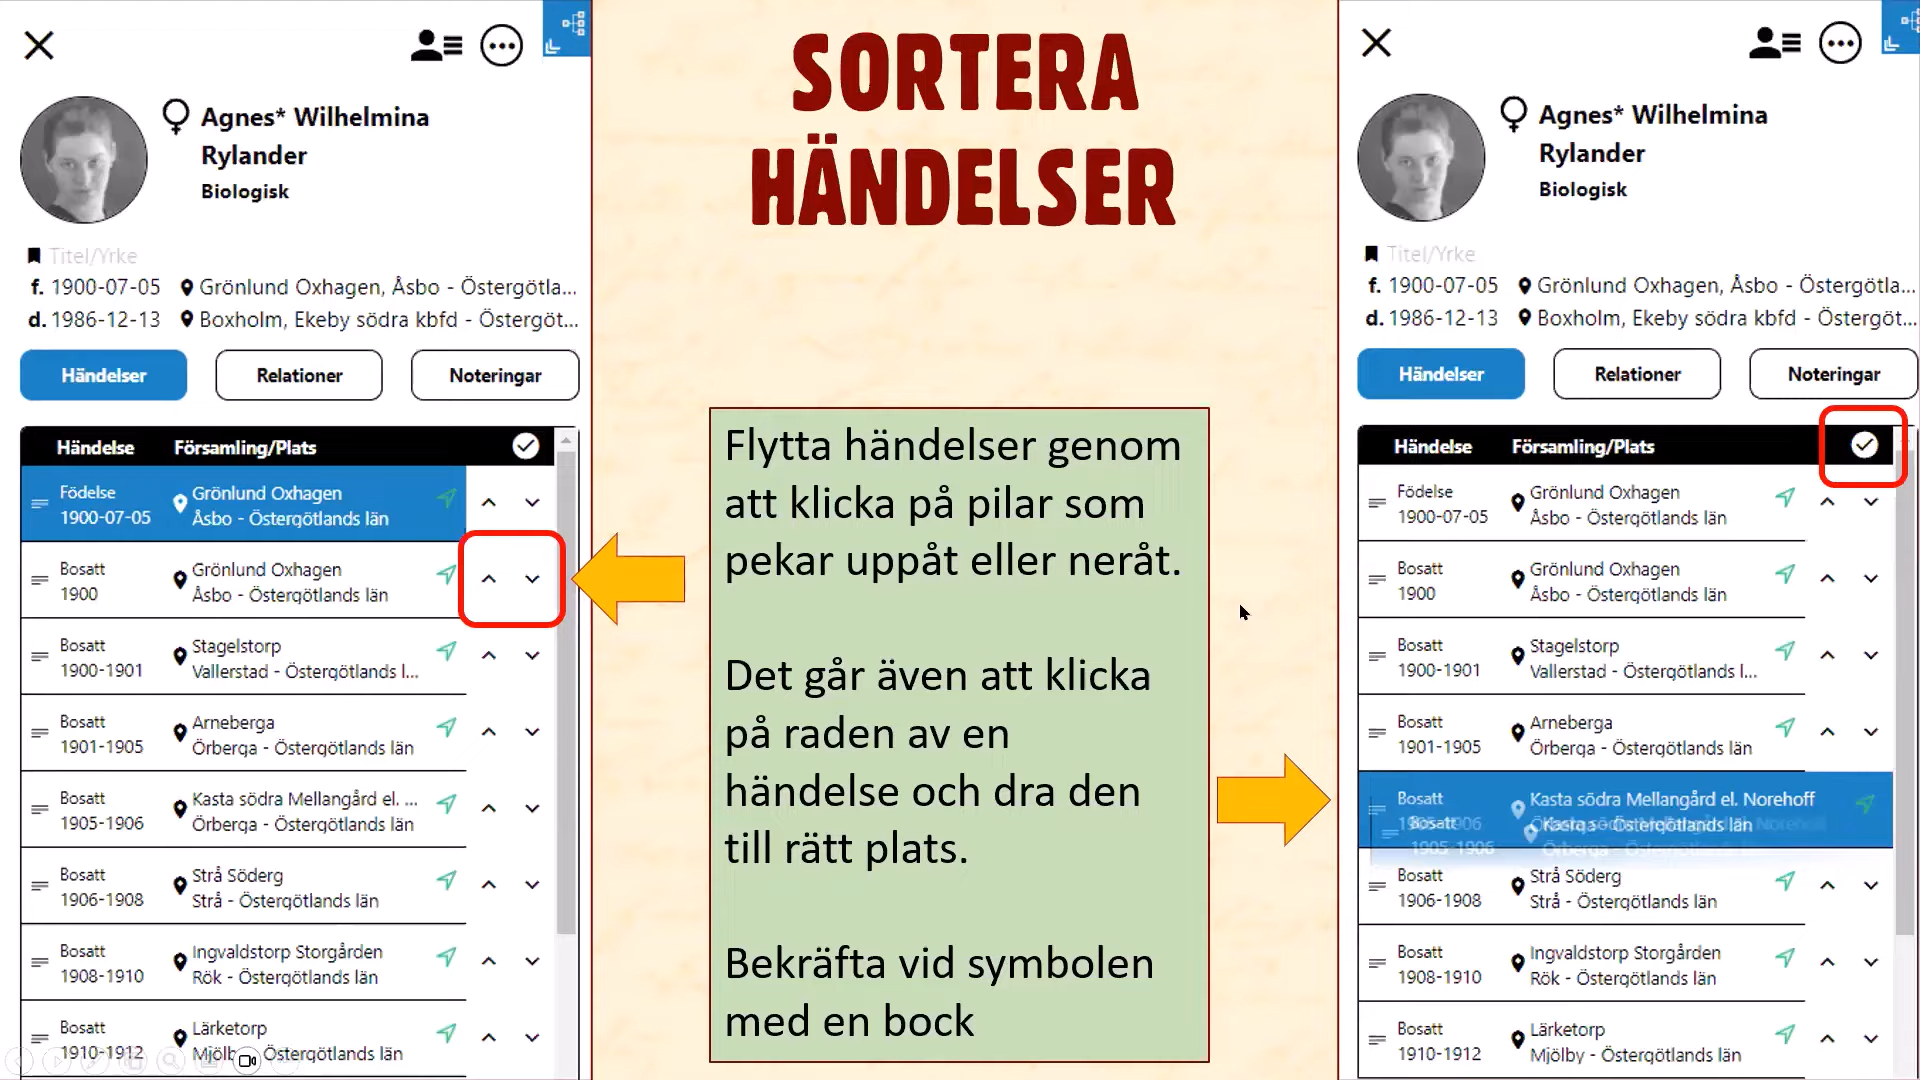 Agnes* Wilhelmina
Rylander
Biologisk
Titel/Yrke
f. 1900-07-05 Grönlund Oxhagen, Åsbo - Östergötla...
d. 1986-12-13 Boxholm, Ekeby södra kbfd - Östergöt...
Händelser Relationer Noteringar
Händelse Församling/Plats
Födelse Grönlund Oxhagen
1900-07-05 Åsbo - Östergötlands län
Bosatt Grönlund Oxhagen
1900 Åsbo - Östergötlands län
Bosatt Stagelstorp
1900-1901 Vallerstad - Östergötlands l...
Bosatt Arneberga
1901-1905 Örberga - Östergötlands län
Bosatt Kasta södra Mellangård el. ...
1905-1906 Örberga - Östergötlands län
Bosatt Strå Söderg
1906-1908 Strå - Östergötlands län
Bosatt Ingvaldstorp Storgården
1908-1910 Rök - Östergötlands län
Bosatt Lärketorp
1910-1912 Östergötlands län
SORTERA
HÄNDELSER
Flytta händelser genom
att klicka på pilar som
pekar uppåt eller neråt.
Det går även att klicka
på raden av en
händelse och dra den
till rätt plats.
Bekräfta vid symbolen
med en bock
Agnes* Wilhelmina
Rylander
Biologisk
Titel/Yrke
f. 1900-07-05 Grönlund Oxhagen, Åsbo - Östergötla...
d. 1986-12-13 Boxholm, Ekeby södra kbfd - Östergöt...
Händelser Relationer Noteringar
Händelse Församling/Plats
Födelse Grönlund Oxhagen
1900-07-05 Åsbo - Östergötlands län
Bosatt Grönlund Oxhagen
1900 Åsbo - Östergötlands län
Bosatt Stagelstorp
1900-1901 Vallerstad - Östergötlands l...
Bosatt Arneberga
1901-1905 Örberga - Östergötlands län
Bosatt Kasta södra Mellangård el. Norehoff
Bosatt Östergötlands län
1905-1906
Bosatt Strå Söderg
1906-1908 Strå - Östergötlands län
Bosatt Ingvaldstorp Storgården
1908-1910 Rök - Östergötlands län
Bosatt Lärketorp
1910-1912 Mjölby - Östergötlands län